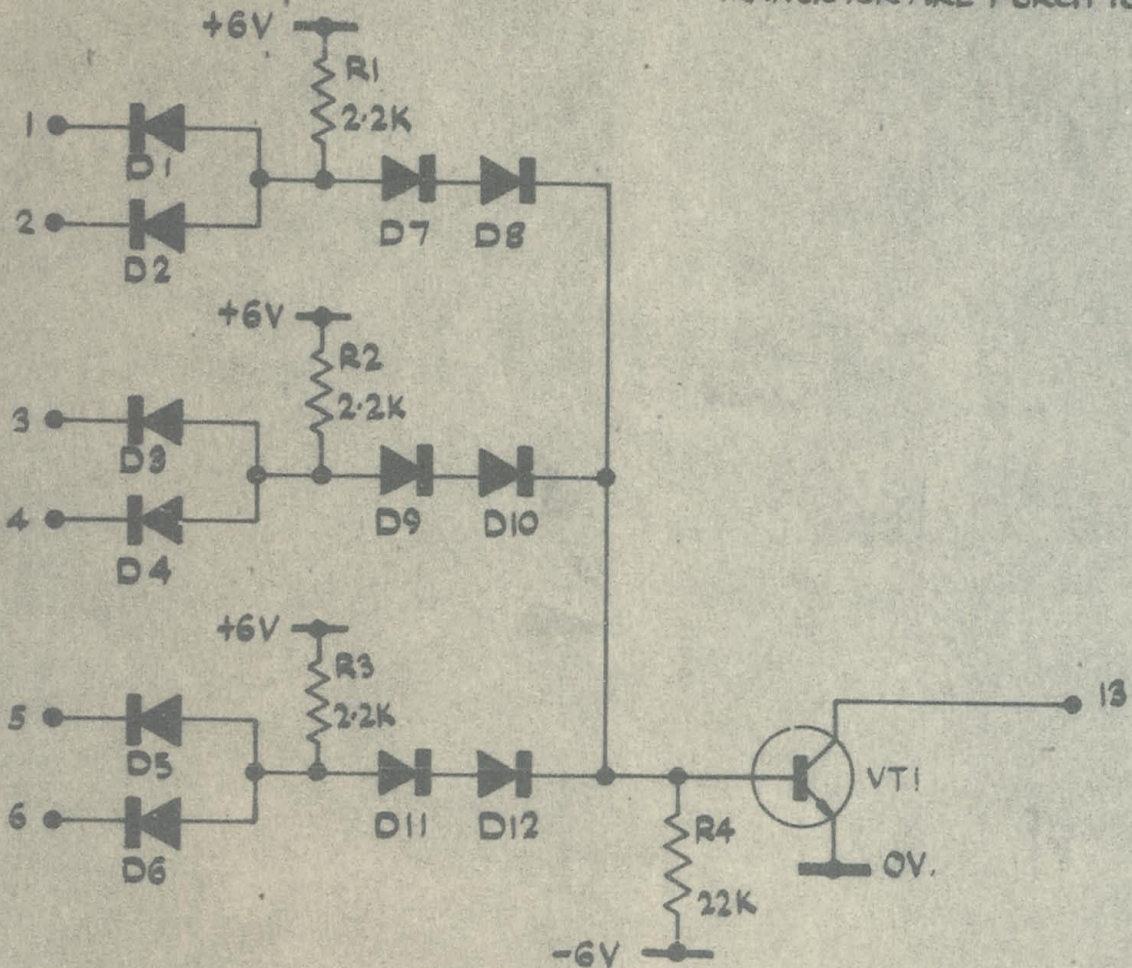 +6V
R1
2.2K
1
D1
2
D2
D7
D8
+6V
R2
2.2K
3
D3
4
D4
D9
D10
+6V
R3
2.2K
5
D5
6
D6
D11
D12
13
VT1
R4
22K
0V.
-6V